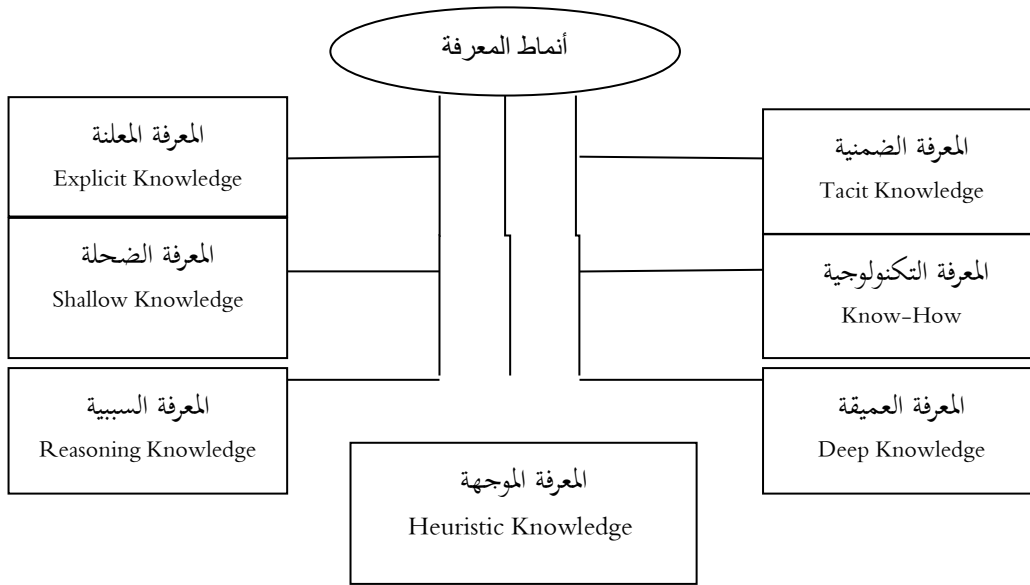 أنماط المعرفة
المعرفة المعلنة
Explicit Knowledge
المعرفة الضمنية
Tacit Knowledge
المعرفة الضحلة
Shallow Knowledge
المعرفة التكنولوجية
Know-How
المعرفة السببية
Reasoning Knowledge
المعرفة العميقة
Deep Knowledge
المعرفة الموجهة
Heuristic Knowledge